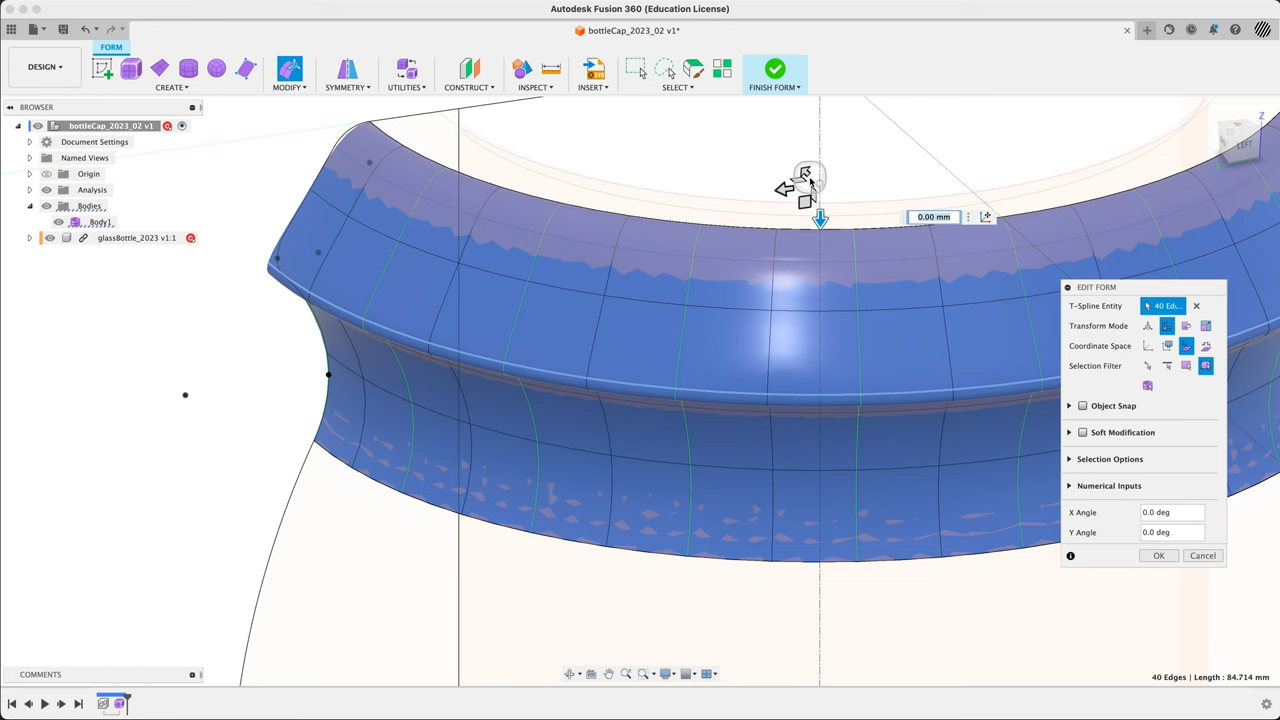 Autodesk Fusion 360 (Education License)
bottleCap_2023_02 v1*
FORM
DESIGN
CREATE
MODIFY
SYMMETRY
UTILITIES
CONSTRUCT
INSPECT
INSERT
SELECT
FINISH FORM
BROWSER
bottleCap_2023_02 v1
Document Settings
Named Views
Origin
Analysis
Bodies
Body1
glassBottle_2023 v1:1
Z
LEFT
0.00 mm
EDIT FORM
T-Spline Entity
40 Ed...
Transform Mode
Coordinate Space
Selection Filter
Object Snap
Soft Modification
Selection Options
Numerical Inputs
X Angle 0.0 deg
Y Angle 0.0 deg
OK Cancel
COMMENTS
40 Edges | Length : 84.714 mm